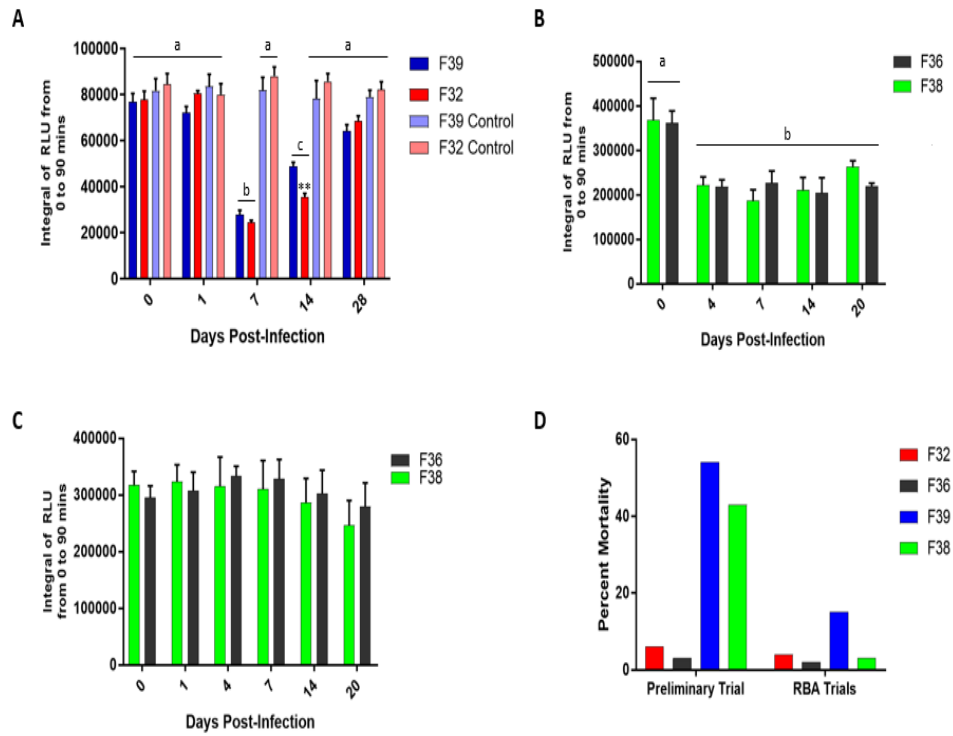 A
Integral of RLU from
0 to 90 mins
100000
80000
60000
40000
20000
0
a
a
a
b
c
**
0
1
7
14
28
Days Post-Infection
F39
F32
F39 Control
F32 Control
B
Integral of RLU from
0 to 90 mins
500000
400000
300000
200000
100000
0
a
b
0
4
7
14
20
Days Post-Infection
F36
F38
C
Integral of RLU
from 0 to 90 mins
400000
300000
200000
100000
0
0
1
4
7
14
20
Days Post-Infection
F36
F38
D
Percent Mortality
60
40
20
0
Preliminary Trial
RBA Trials
F32
F36
F39
F38